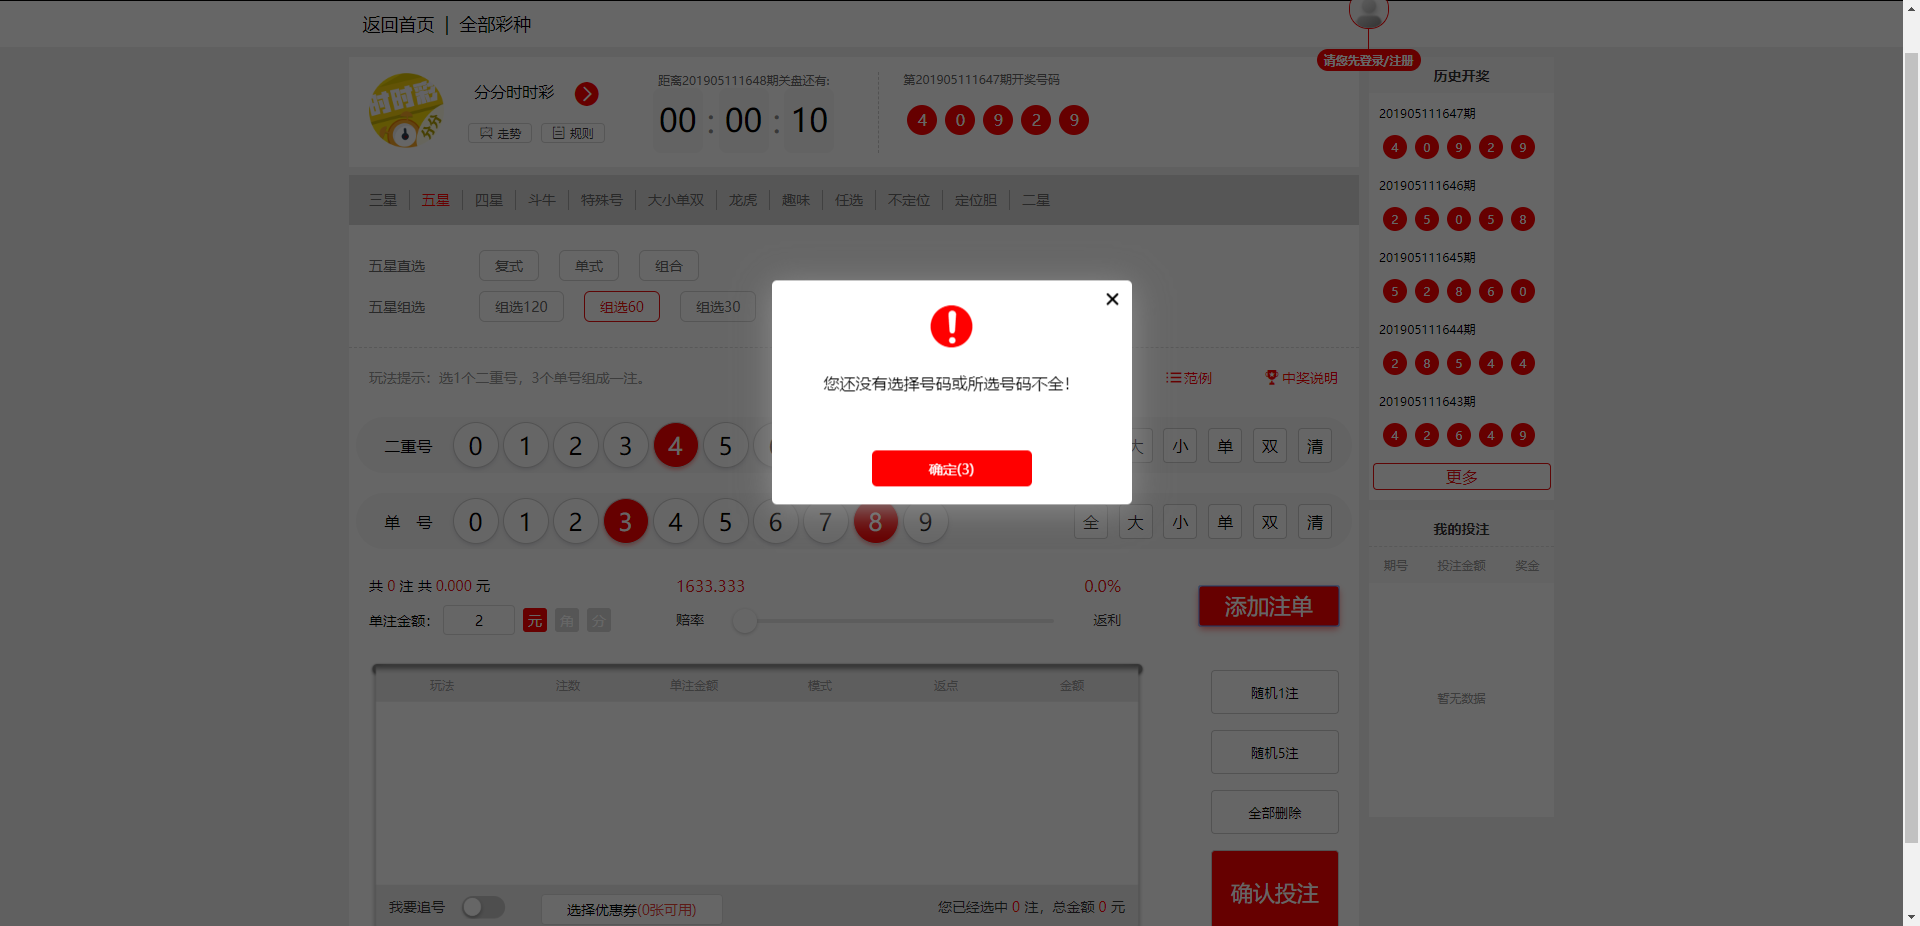 返回首页 | 全部彩种
请您先登录/注册
时时彩
分分
分分时时彩
走势 规则
距离201905111648期关盘还有:
00 : 00 : 10
第201905111647期开奖号码
4 0 9 2 9
三星 五星 四星 斗牛 特殊号 大小单双 龙虎 趣味 任选 不定位 定位胆 二星
五星直选 复式 单式 组合
五星组选 组选120 组选60 组选30
玩法提示：选1个二重号，3个单号组成一注。
范例 中奖说明
二重号 0 1 2 3 4 5
大 小 单 双 清
单 号 0 1 2 3 4 5 6 7 8 9
全 大 小 单 双 清
您还没有选择号码或所选号码不全!
确定(3)
共 0 注 共 0.000 元
1633.333 0.0%
单注金额： 2 元 角 分
赔率 返利
添加注单
玩法 注数 单注金额 模式 返点 金额
随机1注
随机5注
全部删除
确认投注
我要追号
选择优惠券(0张可用)
您已经选中 0 注，总金额 0 元
历史开奖
201905111647期
4 0 9 2 9
201905111646期
2 5 0 5 8
201905111645期
5 2 8 6 0
201905111644期
2 8 5 4 4
201905111643期
4 2 6 4 9
更多
我的投注
期号 投注金额 奖金
暂无数据